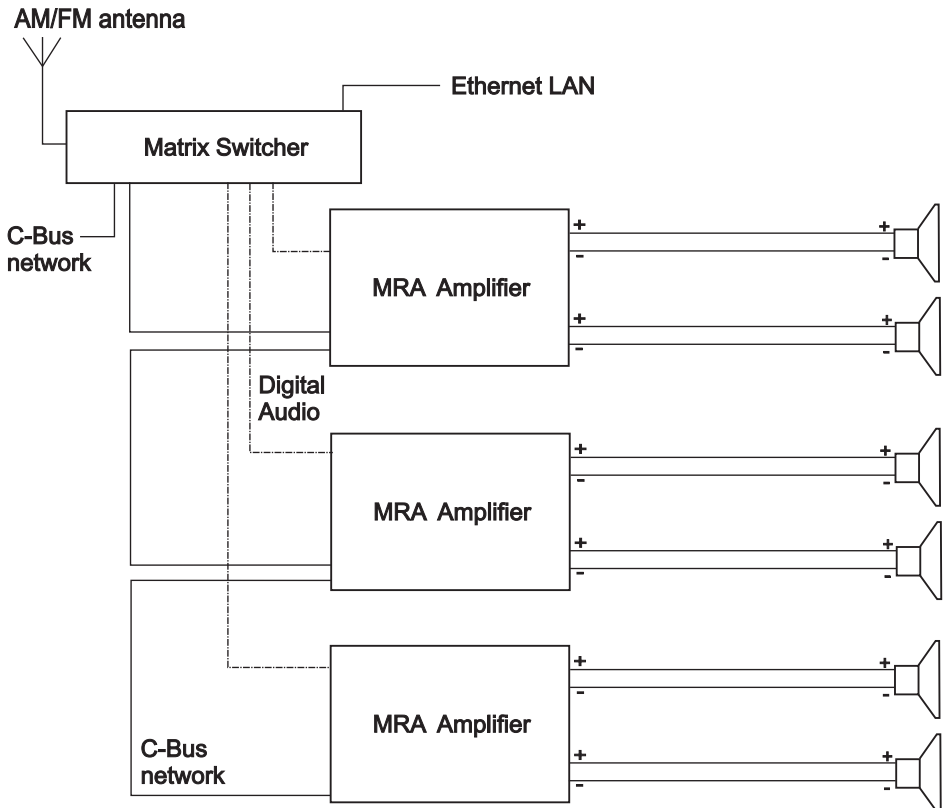 AM/FM antenna
Ethernet LAN
Matrix Switcher
C-Bus
network
+ +
- -
MRA Amplifier
+ +
- -
Digital
Audio
+ +
- -
MRA Amplifier
+ +
- -
+ +
- -
MRA Amplifier
C-Bus
network
+ +
- -